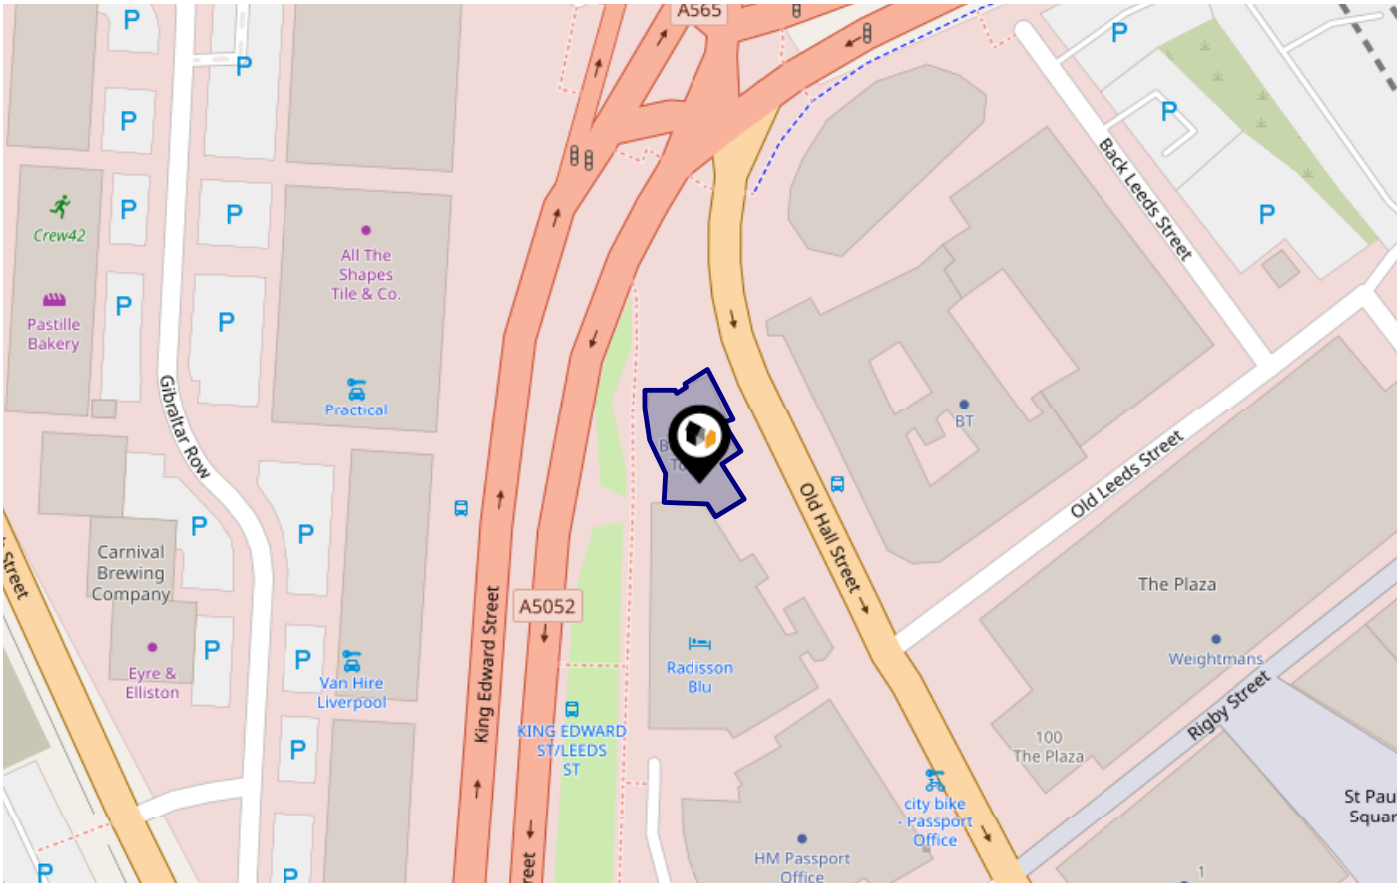 A565
P
P
P
P
P
P
P
P
P
P
Crew42
Pastille
Bakery
All The
Shapes
Tile & Co.
Practical
Gibraltar Row
Back Leeds Street
BT
Old Leeds Street
Old Hall Street
P
P
Carnival
Brewing
Company
Street
A5052
King Edward Street
The Plaza
Weightmans
Rigby Street
P
P
Eyre &
Elliston
Van Hire
Liverpool
Radisson
Blu
KING EDWARD
ST/LEEDS
ST
P
100
The Plaza
city bike
- Passport
Office
St Pau
Squar
HM Passport
Office
P
P
reet
1